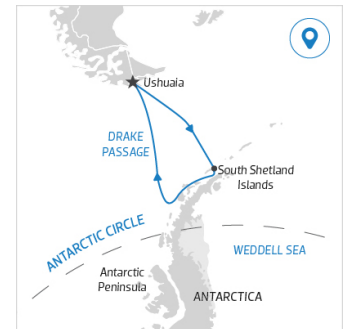 Ushuaia
DRAKE
PASSAGE
South Shetland
Islands
ANTARCTIC CIRCLE
WEDDELL SEA
Antarctic
Peninsula
ANTARCTICA